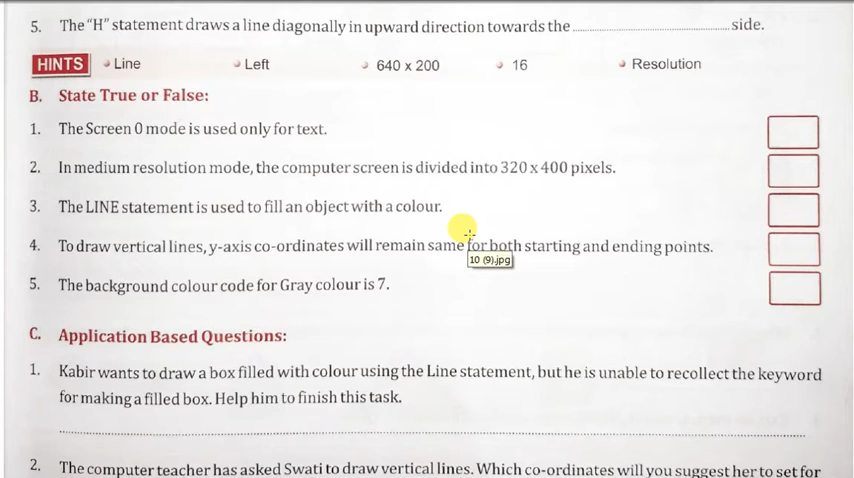 5. The "H" statement draws a line diagonally in upward direction towards the .......... side.
HINTS • Line • Left • 640 x 200 • 16 • Resolution
B. State True or False:
1. The Screen 0 mode is used only for text.
2. In medium resolution mode, the computer screen is divided into 320 x 400 pixels.
3. The LINE statement is used to fill an object with a colour.
4. To draw vertical lines, y-axis co-ordinates will remain same for both starting and ending points.
10 (9).jpg
5. The background colour code for Gray colour is 7.
C. Application Based Questions:
1. Kabir wants to draw a box filled with colour using the Line statement, but he is unable to recollect the keyword
for making a filled box. Help him to finish this task.
2. The computer teacher has asked Swati to draw vertical lines. Which co-ordinates will you suggest her to set for